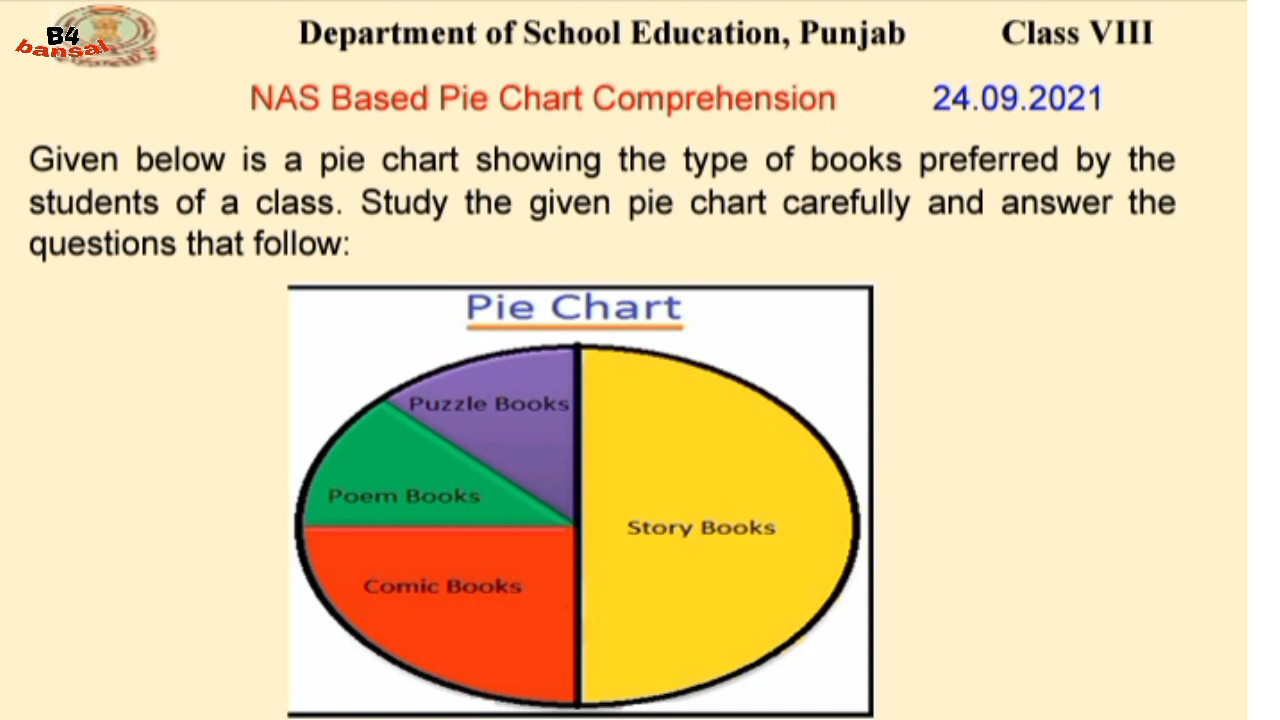 B4
bansal
Department of School Education, Punjab Class VIII
NAS Based Pie Chart Comprehension 24.09.2021
Given below is a pie chart showing the type of books preferred by the
students of a class. Study the given pie chart carefully and answer the
questions that follow:
Pie Chart
Puzzle Books
Poem Books
Story Books
Comic Books